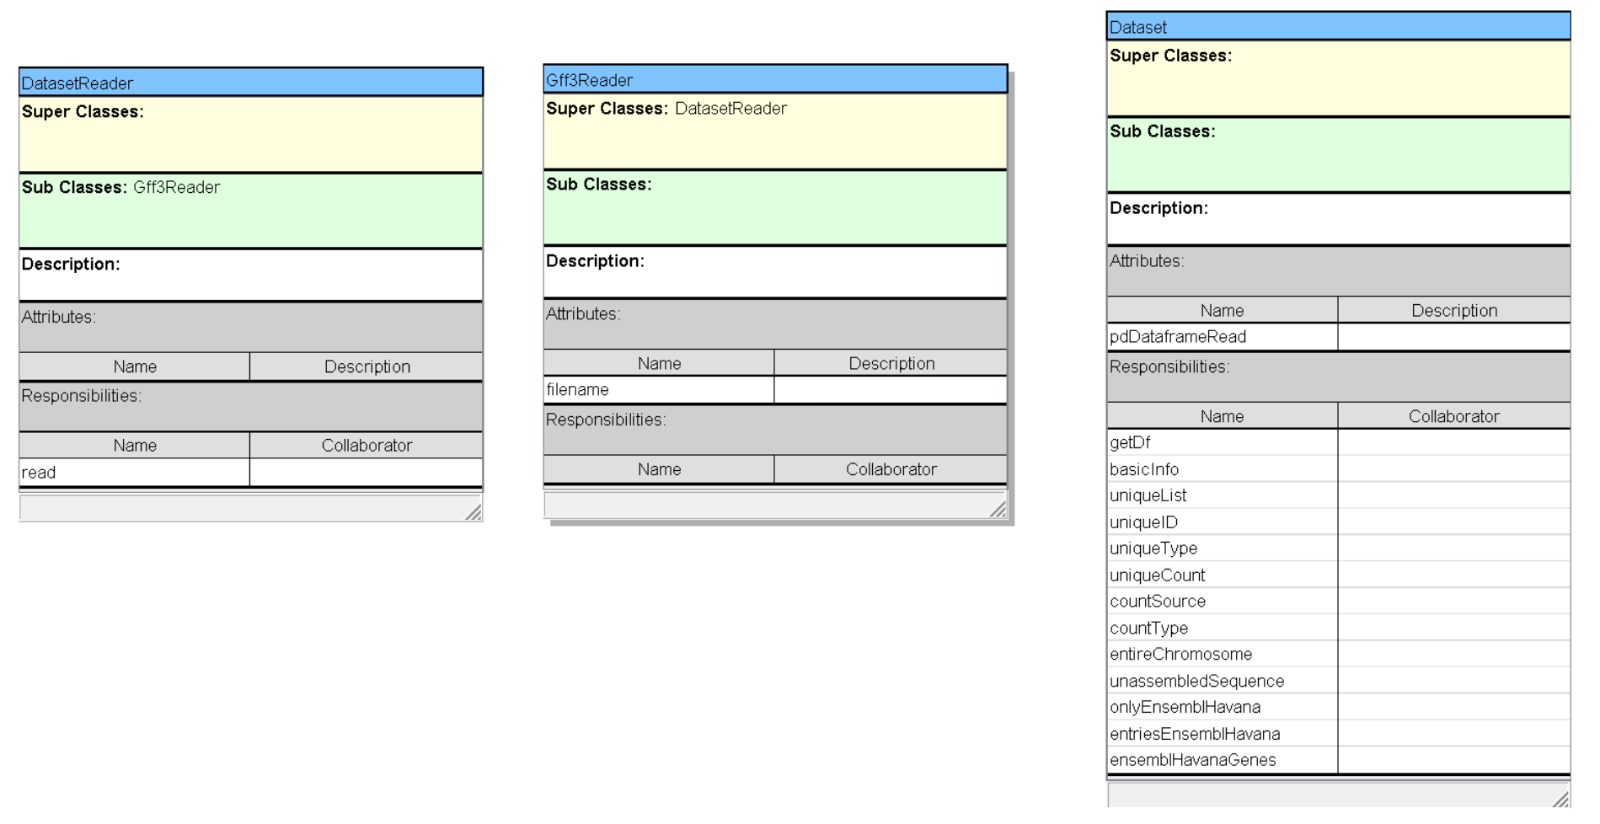 DatasetReader
Super Classes:
Sub Classes: Gff3Reader
Description:
Attributes:
Name Description
Responsibilities:
Name Collaborator
read
Gff3Reader
Super Classes: DatasetReader
Sub Classes:
Description:
Attributes:
Name Description
filename
Responsibilities:
Name Collaborator
Dataset
Super Classes:
Sub Classes:
Description:
Attributes:
Name Description
pdDataframeRead
Responsibilities:
Name Collaborator
getDf
basicInfo
uniqueList
uniqueID
uniqueType
uniqueCount
countSource
countType
entireChromosome
unassembledSequence
onlyEnsemblHavana
entriesEnsemblHavana
ensemblHavanaGenes